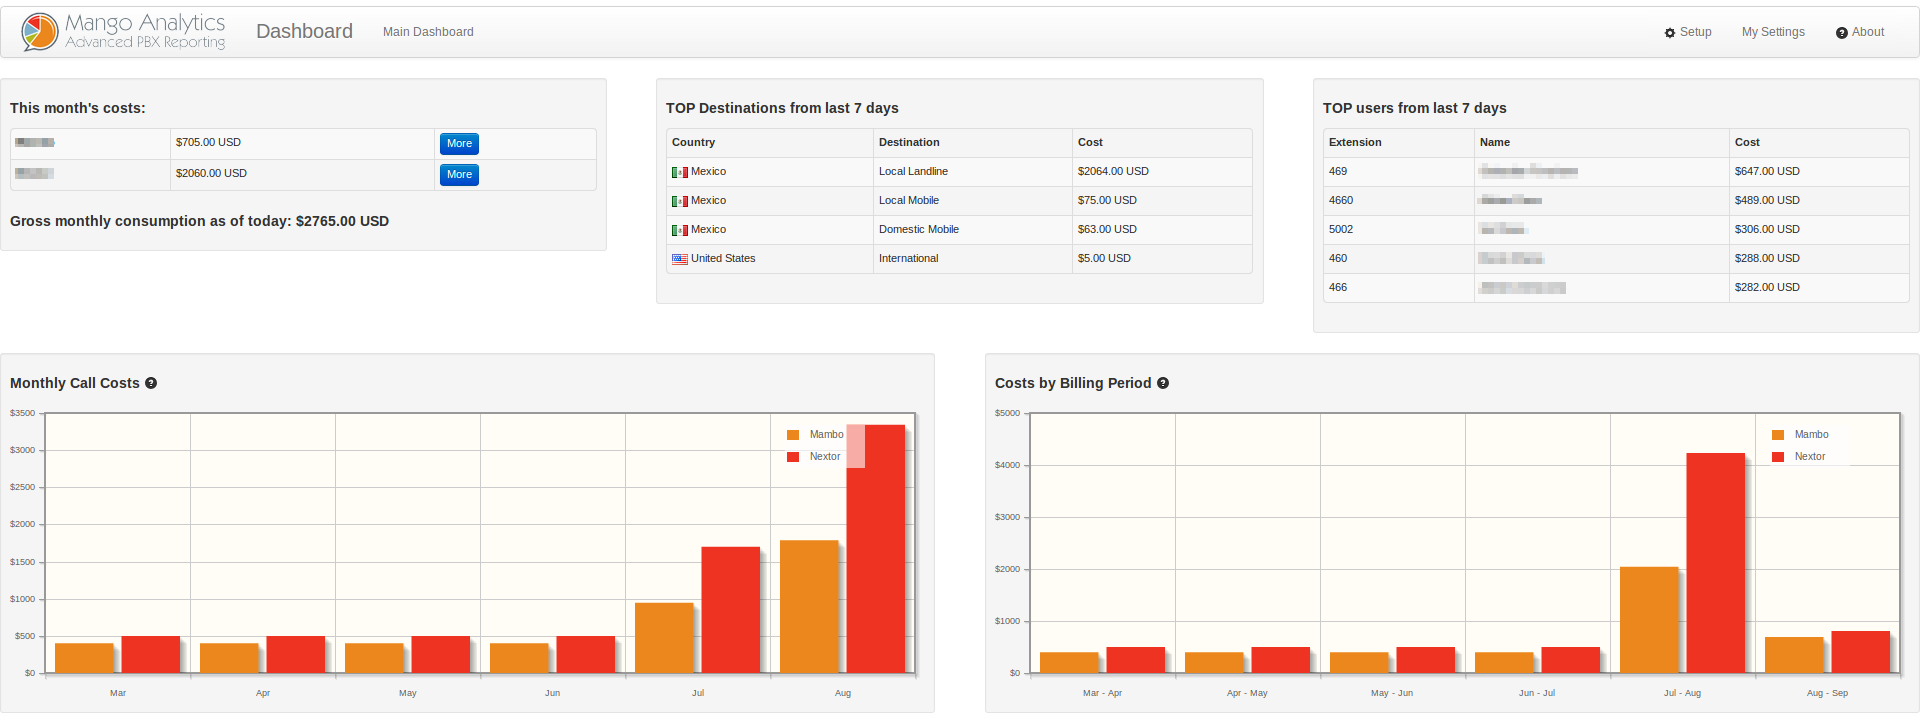 Mango Analytics
Advanced PBX Reporting
Dashboard
Main Dashboard
Setup
My Settings
About
This month's costs:
$705.00 USD More
$2060.00 USD More
Gross monthly consumption as of today: $2765.00 USD
TOP Destinations from last 7 days
Country Destination Cost
Mexico Local Landline $2064.00 USD
Mexico Local Mobile $75.00 USD
Mexico Domestic Mobile $63.00 USD
United States International $5.00 USD
TOP users from last 7 days
Extension Name Cost
469 $647.00 USD
4660 $489.00 USD
5002 $306.00 USD
460 $288.00 USD
466 $282.00 USD
Monthly Call Costs ?
$3500
$3000
$2500
$2000
$1500
$1000
$500
$0
Mambo
Nextor
Mar Apr May Jun Jul Aug
Costs by Billing Period ?
$5000
$4000
$3000
$2000
$1000
$0
Mambo
Nextor
Mar - Apr Apr - May May - Jun Jun - Jul Jul - Aug Aug - Sep